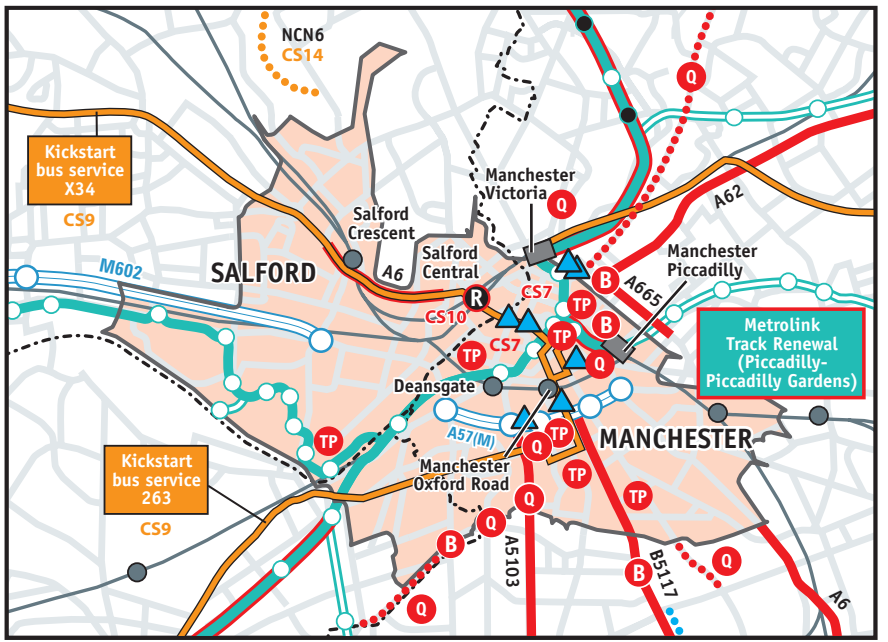 NCN6
CS14
Q
Kickstart
bus service
X34
CS9
Manchester
Victoria
Q
A62
Salford
Crescent
Salford
Central
Manchester
Piccadilly
M602
SALFORD
A6
R
CS7
B
A665
CS10
TP
B
CS7
TP
TP
Q
Metrolink
Track Renewal
(Piccadilly-
Piccadilly Gardens)
Deansgate
A57(M)
TP
TP
Q
MANCHESTER
Kickstart
bus service
263
CS9
Manchester
Oxford Road
TP
Q
TP
Q
B
A5103
B5117
Q
B
A6
Q